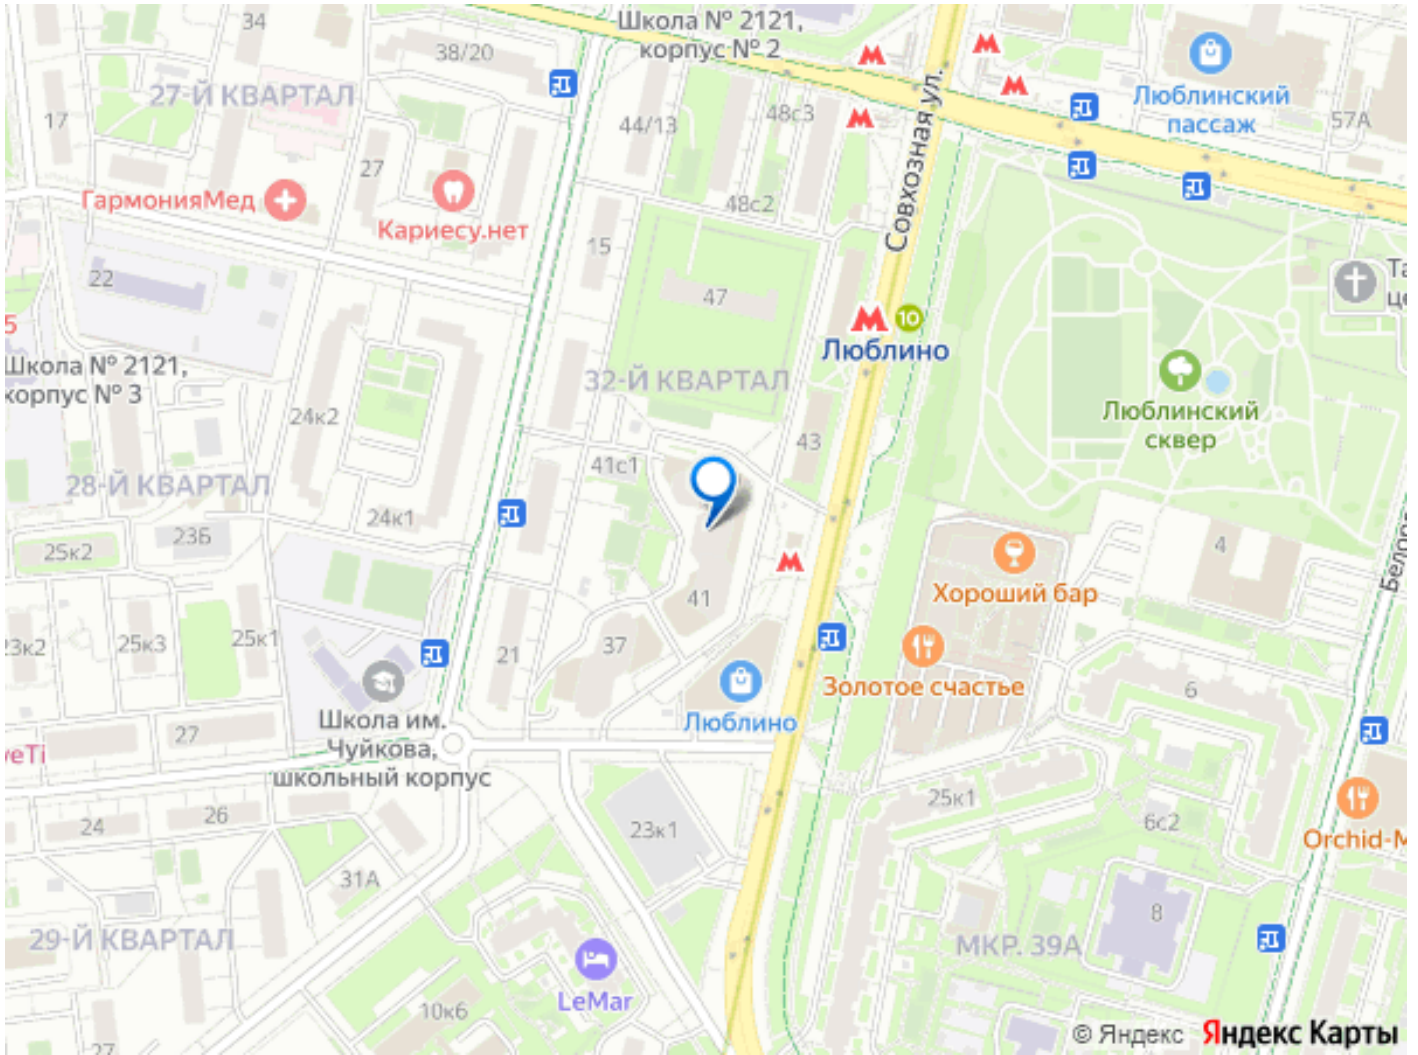 34
Школа № 2121,
корпус № 2
38/20
Совхозная ул.
Люблинский
пассаж
27-Й КВАРТАЛ
17
44/13
48с3
57А
27
ГармонияМед
Кариесу.нет
48с2
15
22
47
10
Люблино
5
Школа № 2121,
корпус № 3
32-Й КВАРТАЛ
24к2
Люблинский
сквер
43
41с1
28-Й КВАРТАЛ
24к1
23Б
25к2
4
Хороший бар
41
25к3
25к1
37
21
Золотое счастье
6
Люблино
Школа им.
Чуйкова,
школьный корпус
27
25к1
24
26
23к1
6с2
31А
8
29-Й КВАРТАЛ
МКР. 39А
LeMar
10к6
27
© Яндекс Яндекс Карты